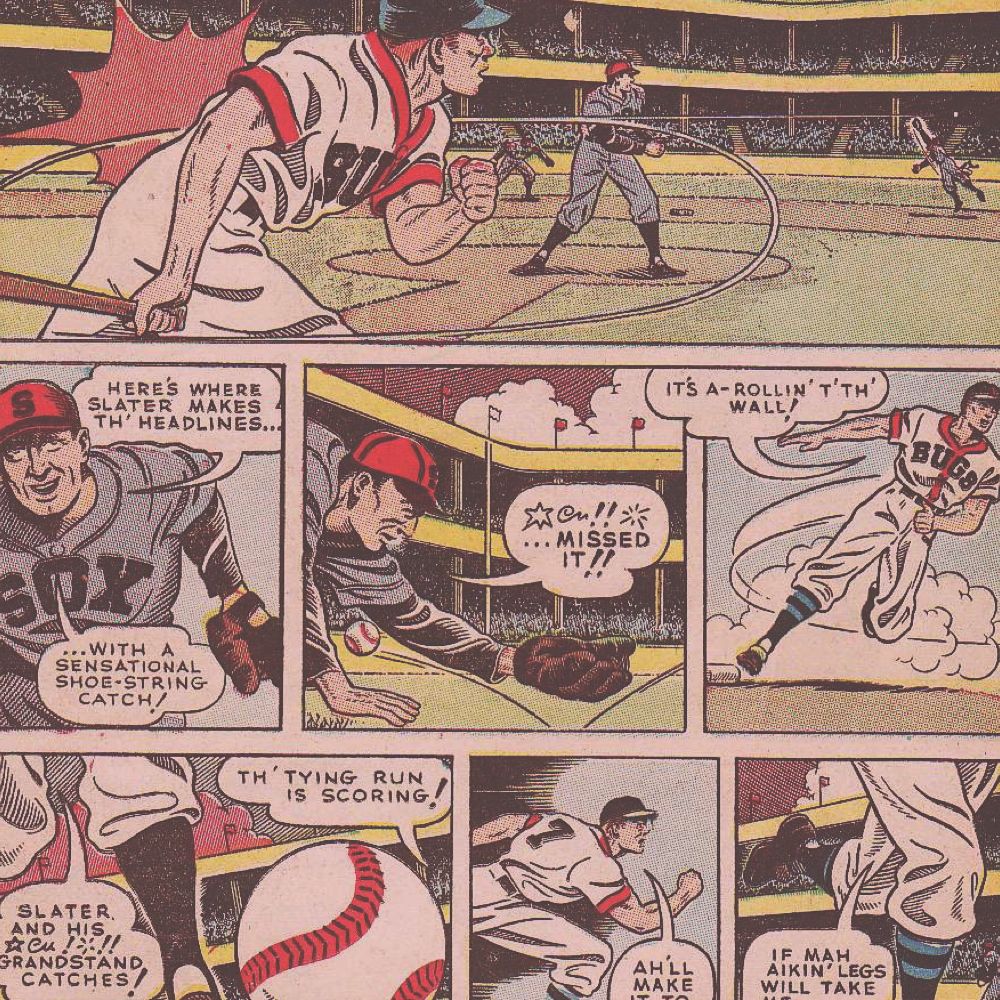 BU
HERE'S WHERE
SLATER MAKES
TH' HEADLINES...
S
SOX
...WITH A
SENSATIONAL
SHOE-STRING
CATCH!
...MISSED
IT!!
IT'S A-ROLLIN' T' TH'
WALL!
BUGS
SLATER
AND HIS
GRANDSTAND
CATCHES!
TH' TYING RUN
IS SCORING!
AH'LL
MAKE
IT TO
IF MAH
AIKIN' LEGS
WILL TAKE